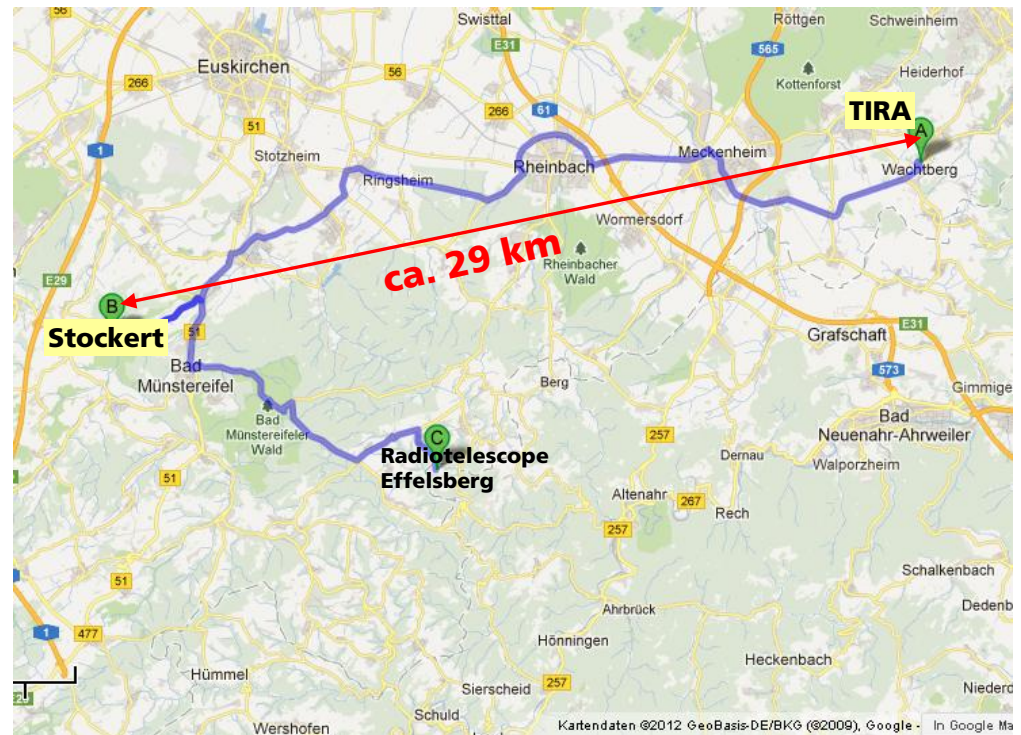 56
Swisttal
Röttgen
Schweinheim
E31
565
Euskirchen
56
Heiderhof
266
Kottenforst
TIRA
266
61
51
A
1
Stotzheim
Meckenheim
Rheinbach
Wachtberg
Ringsheim
Wormersdorf
ca. 29 km
Rheinbacher
Wald
E29
B
Stockert
51
E31
Grafschaft
Bad
Münstereifel
573
Berg
Gimmige
Bad
Münstereifeler
Wald
Bad
Neuenahr-Ahrweiler
C
257
Radiotelescope
Effelsberg
Dernau
Walporzheim
51
Altenahr
267
Rech
257
Schalkenbach
51
Ahrbrück
Dedenb
1
477
Hönningen
Heckenbach
Hümmel
257
Sierscheid
Niederd
Schuld
Wershofen
Kartendaten ©2012 GeoBasis-DE/BKG (©2009), Google -
In Google Ma